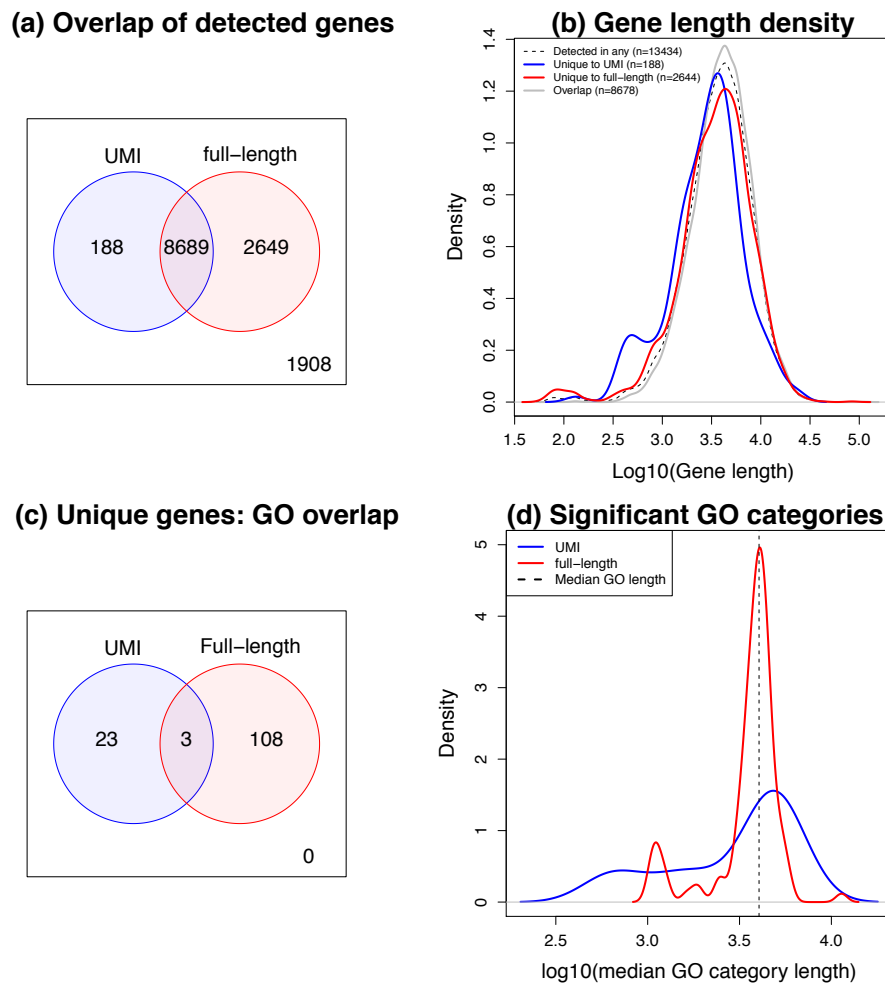 (a) Overlap of detected genes
UMI
full−length
188
8689
2649
1908
(b) Gene length density
Detected in any (n=13434)
Unique to UMI (n=188)
Unique to full−length (n=2644)
Overlap (n=8678)
Density
0.0
0.2
0.4
0.6
0.8
1.0
1.2
1.4
1.5
2.0
2.5
3.0
3.5
4.0
4.5
5.0
Log10(Gene length)
(c) Unique genes: GO overlap
UMI
Full−length
23
3
108
0
(d) Significant GO categories
UMI
full−length
Median GO length
Density
0
1
2
3
4
5
2.5
3.0
3.5
4.0
log10(median GO category length)